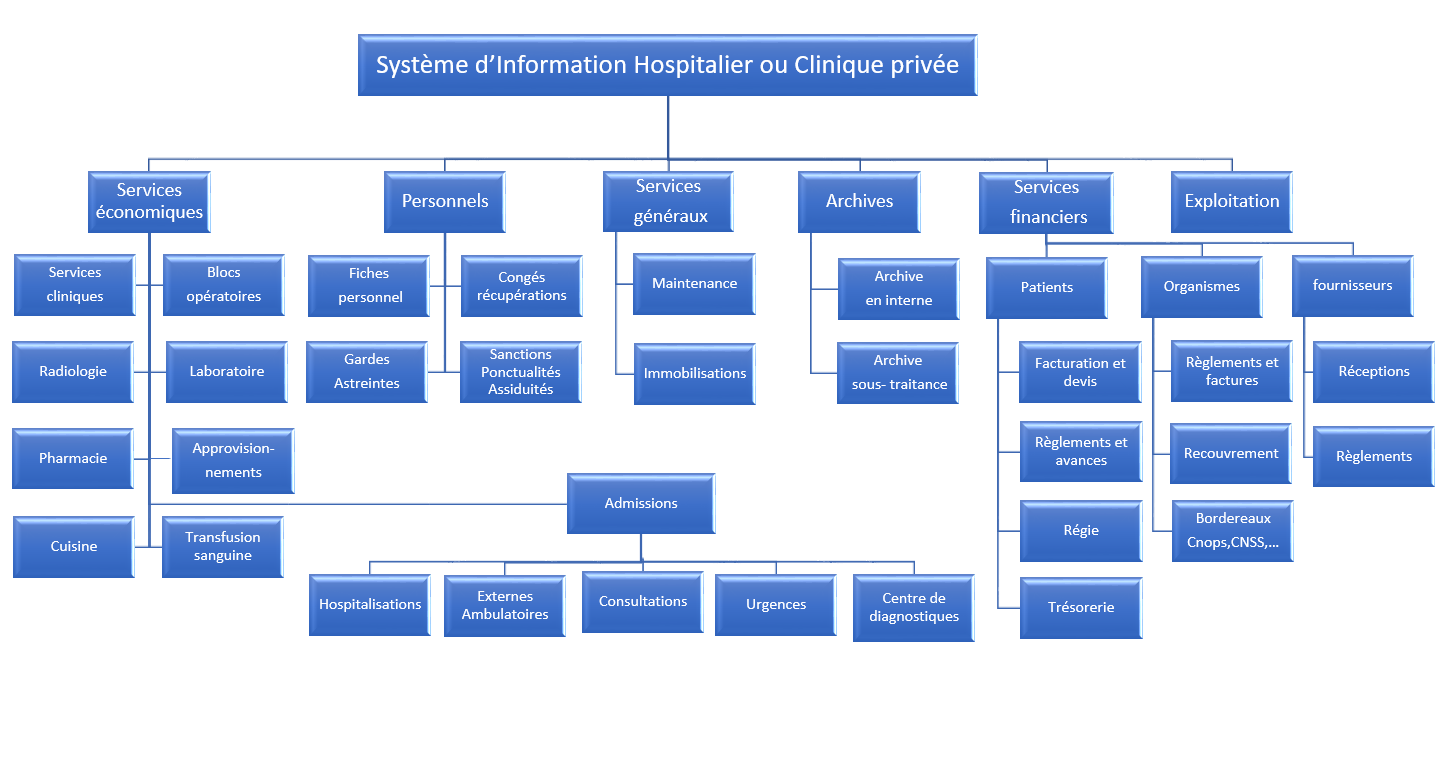 Système d’Information Hospitalier ou Clinique privée
Services
économiques
Personnels
Services
généraux
Archives
Services
financiers
Exploitation
Services
cliniques
Blocs
opératoires
Radiologie
Laboratoire
Pharmacie
Approvision-
nements
Cuisine
Transfusion
sanguine
Fiches
personnel
Congés
récupérations
Gardes
Astreintes
Sanctions
Ponctualités
Assiduités
Maintenance
Immobilisations
Archive
en interne
Archive
sous- traitance
Patients
Organismes
fournisseurs
Facturation et
devis
Règlements et
avances
Régie
Trésorerie
Règlements et
factures
Recouvrement
Bordereaux
Cnops,CNSS,...
Réceptions
Règlements
Admissions
Hospitalisations
Externes
Ambulatoires
Consultations
Urgences
Centre de
diagnostiques